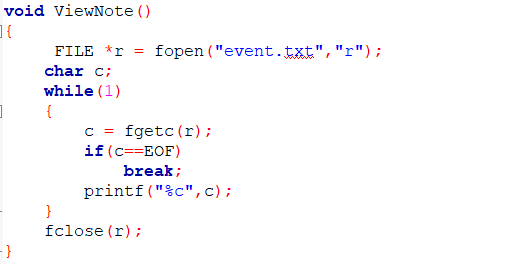 void ViewNote()
{
FILE *r = fopen("event.txt","r");
char c;
while(1)
{
c = fgetc(r);
if(c==EOF)
break;
printf("%c",c);
}
fclose(r);
}